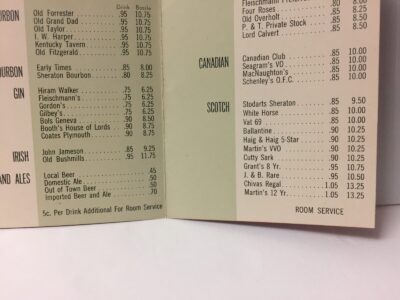 Drink Bottle
BOURBON
Old Forrester .95 10.75
Old Grand Dad .95 10.75
Old Taylor .95 10.75
I. W. Harper .95 10.75
Kentucky Tavern .95 10.75
Old Fitzgerald .95 10.75
BOURBON
Early Times .85 8.00
Sheraton Bourbon .80 8.25
GIN
Hiram Walker .75 6.25
Fleischmann's .75 6.25
Gordon's .75 6.25
Gilbey's .75 6.25
Bols Geneva .90 8.50
Booth's House of Lords .90 8.75
Coates Plymouth .90 8.75
IRISH
John Jameson .85 9.25
Old Bushmills .95 11.75
AND ALES
Local Beer .45
Domestic Ale .50
Out of Town Beer .50
Imported Beer and Ale .70
5c. Per Drink Additional For Room Service
Fleischmann Preferred
Four Roses .85 8.25
Old Overholt .85 8.50
P. & T. Private Stock .85 8.50
Lord Calvert
CANADIAN
Canadian Club .85 10.00
Seagram's VO .85 10.00
MacNaughton's .85 10.00
Schenley's O.F.C. .85 10.00
SCOTCH
Stodarts Sheraton .85 9.50
White Horse .85 10.00
Vat 69 .85 10.00
Ballantine .90 10.25
Haig & Haig 5-Star .90 10.25
Martin's VVO .90 10.25
Cutty Sark .90 10.25
Grant's 8 Yr. .95 10.75
J. & B. Rare .95 10.50
Chivas Regal 1.05 13.25
Martin's 12 Yr. 1.05 13.25
ROOM SERVICE